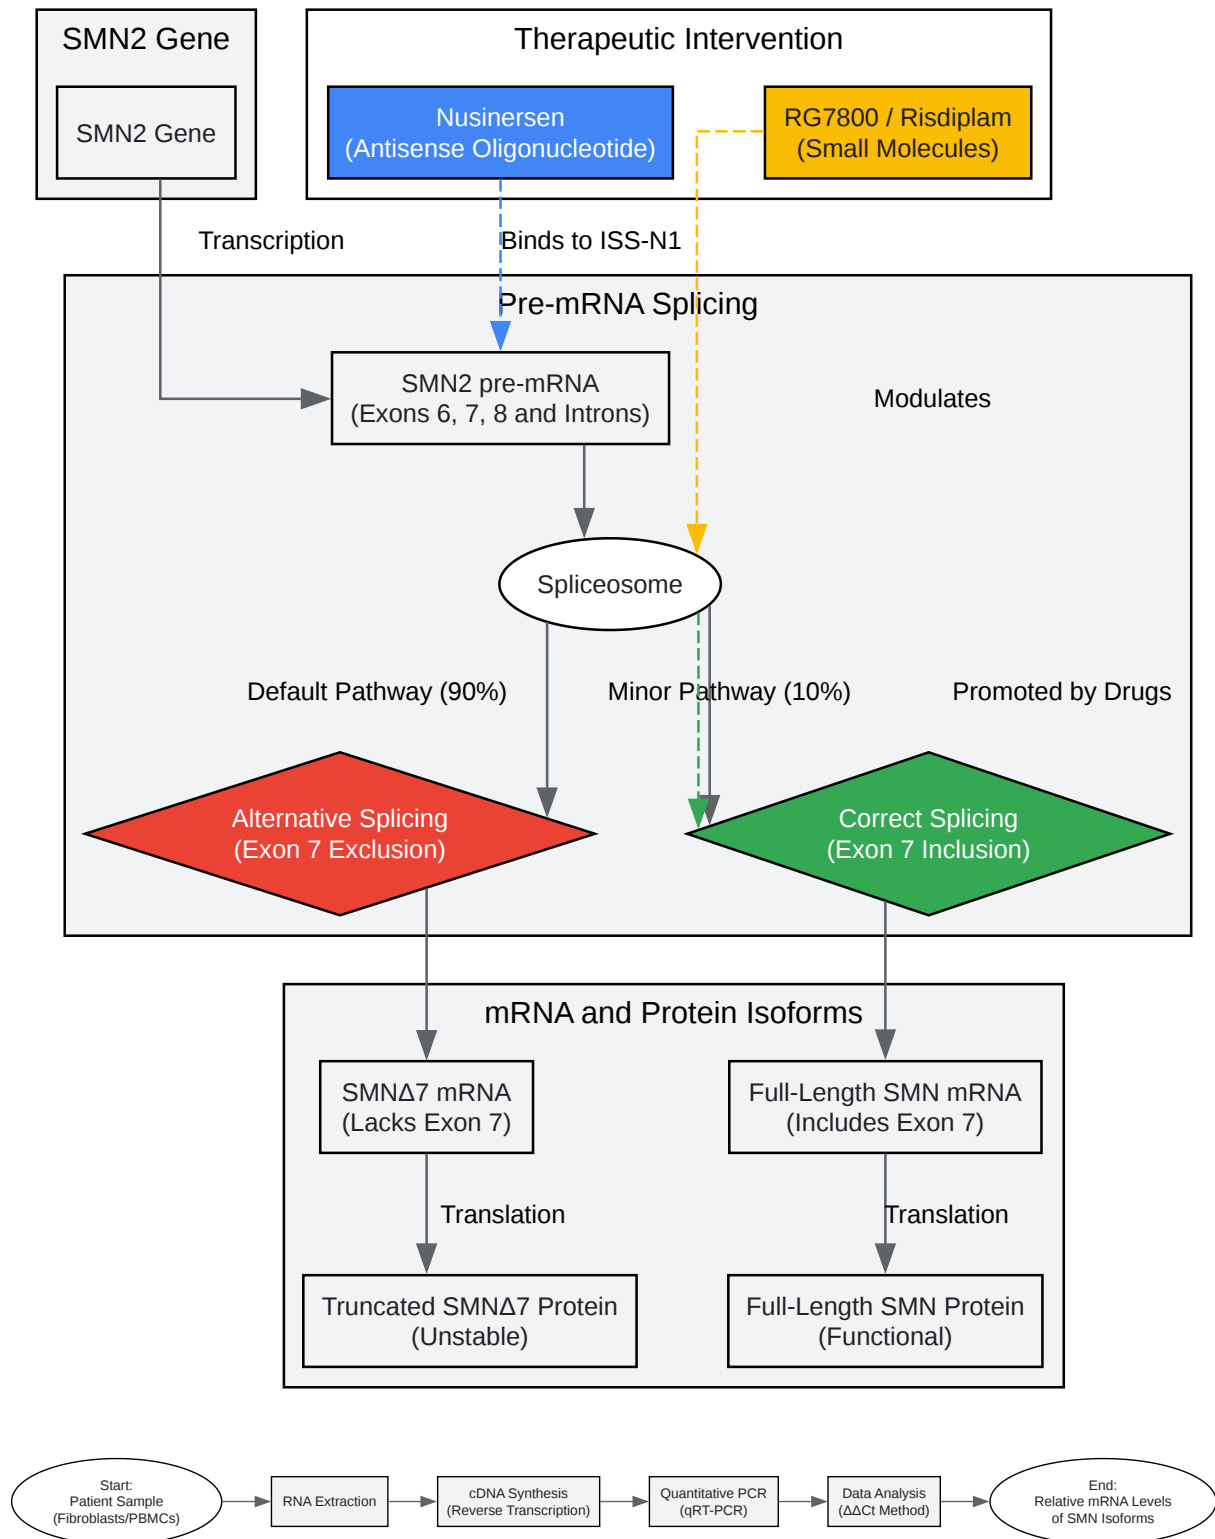 SMN2 Gene
Therapeutic Intervention
SMN2 Gene
Nusinersen
(Antisense Oligonucleotide)
RG7800 / Risdiplam
(Small Molecules)
Transcription
Binds to ISS-N1
Pre-mRNA Splicing
SMN2 pre-mRNA
(Exons 6, 7, 8 and Introns)
Modulates
Spliceosome
Default Pathway (90%)
Minor Pathway (10%)
Promoted by Drugs
Alternative Splicing
(Exon 7 Exclusion)
Correct Splicing
(Exon 7 Inclusion)
mRNA and Protein Isoforms
SMNΔ7 mRNA
(Lacks Exon 7)
Full-Length SMN mRNA
(Includes Exon 7)
Translation
Translation
Truncated SMNΔ7 Protein
(Unstable)
Full-Length SMN Protein
(Functional)
Start:
Patient Sample
(Fibroblasts/PBMCs)
RNA Extraction
cDNA Synthesis
(Reverse Transcription)
Quantitative PCR
(qRT-PCR)
Data Analysis
(ΔΔCt Method)
End:
Relative mRNA Levels
of SMN Isoforms